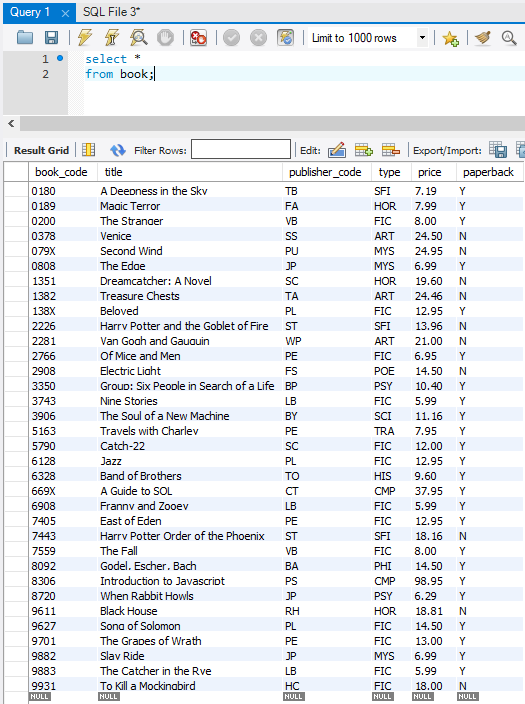 Query 1 × SQL File 3*
Limit to 1000 rows
1 select *
2 from book;
Result Grid Filter Rows: Edit: Export/Import:
book_code title publisher_code type price paperback
0180 A Deepness in the Sky TB SFI 7.19 Y
0189 Magic Terror FA HOR 7.99 Y
0200 The Stranger VB FIC 8.00 Y
0378 Venice SS ART 24.50 N
079X Second Wind PU MYS 24.95 N
0808 The Edge JP MYS 6.99 Y
1351 Dreamcatcher: A Novel SC HOR 19.60 N
1382 Treasure Chests TA ART 24.46 N
138X Beloved PL FIC 12.95 Y
2226 Harry Potter and the Goblet of Fire ST SFI 13.96 N
2281 Van Gogh and Gauguin WP ART 21.00 N
2766 Of Mice and Men PE FIC 6.95 Y
2908 Electric Light FS POE 14.50 N
3350 Group: Six People in Search of a Life BP PSY 10.40 Y
3743 Nine Stories LB FIC 5.99 Y
3906 The Soul of a New Machine BY SCI 11.16 Y
5163 Travels with Charley PE TRA 7.95 Y
5790 Catch-22 SC FIC 12.00 Y
6128 Jazz PL FIC 12.95 Y
6328 Band of Brothers TO HIS 9.60 Y
669X A Guide to SQL CT CMP 37.95 Y
6908 Franny and Zooey LB FIC 5.99 Y
7405 East of Eden PE FIC 12.95 Y
7443 Harry Potter Order of the Phoenix ST SFI 18.16 N
7559 The Fall VB FIC 8.00 Y
8092 Godel, Escher, Bach BA PHI 14.50 Y
8306 Introduction to Javascript PS CMP 98.95 Y
8720 When Rabbit Howls JP PSY 6.29 Y
9611 Black House RH HOR 18.81 N
9627 Song of Solomon PL FIC 14.50 Y
9701 The Grapes of Wrath PE FIC 13.00 Y
9882 Slay Ride JP MYS 6.99 Y
9883 The Catcher in the Rye LB FIC 5.99 Y
9931 To Kill a Mockingbird HC FIC 18.00 N
NULL NULL NULL NULL NULL NULL